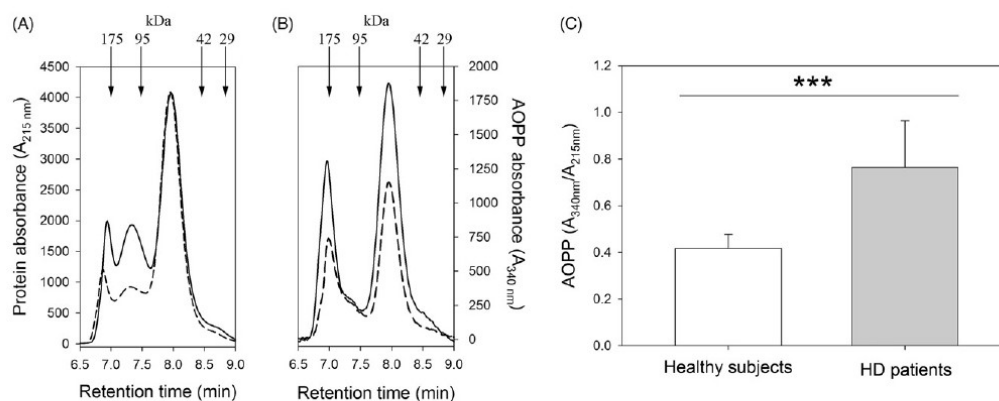 (A)
kDa
175 95 42 29
4500
4000
3500
3000
2500
2000
1500
1000
500
0
Protein absorbance (A215 nm)
6.5 7.0 7.5 8.0 8.5 9.0
Retention time (min)
(B)
kDa
175 95 42 29
2000
1750
1500
1250
1000
750
500
250
0
AOPP absorbance (A340 nm)
6.5 7.0 7.5 8.0 8.5 9.0
Retention time (min)
(C)
1.2
1.0
0.8
0.6
0.4
0.2
0.0
AOPP (A340nm/A215nm)
***
Healthy subjects HD patients